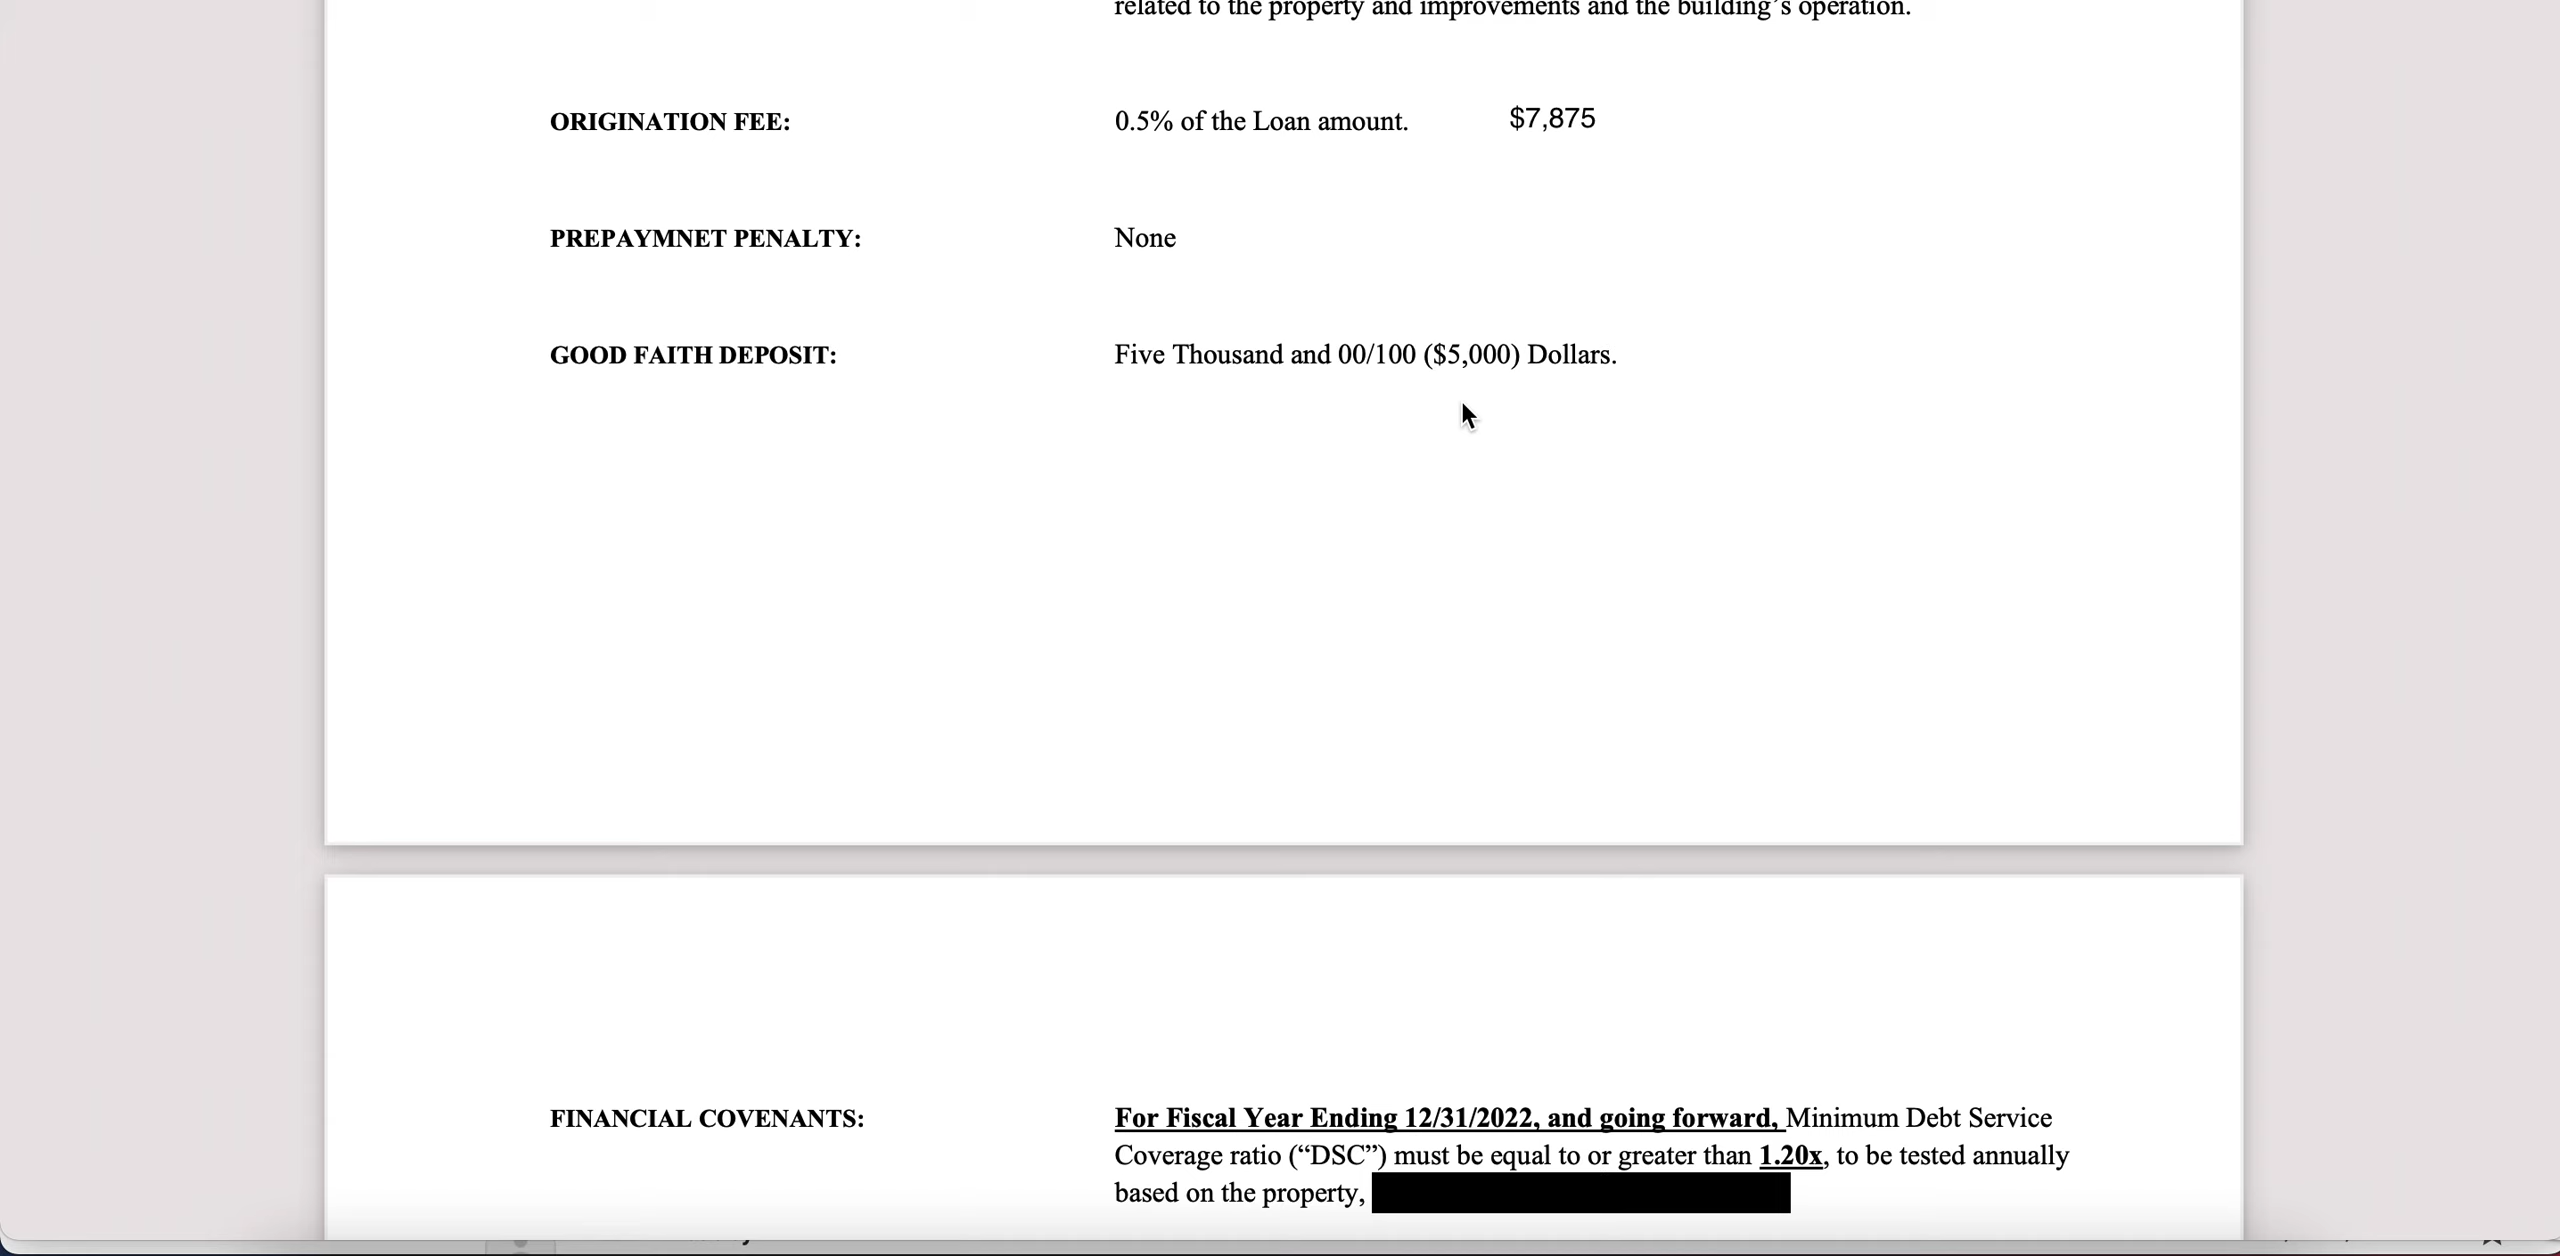 related to the property and improvements and the building's operation.
ORIGINATION FEE: 0.5% of the Loan amount. $7,875
PREPAYMNET PENALTY: None
GOOD FAITH DEPOSIT: Five Thousand and 00/100 ($5,000) Dollars.
FINANCIAL COVENANTS: For Fiscal Year Ending 12/31/2022, and going forward, Minimum Debt Service
Coverage ratio (“DSC”) must be equal to or greater than 1.20x, to be tested annually
based on the property,